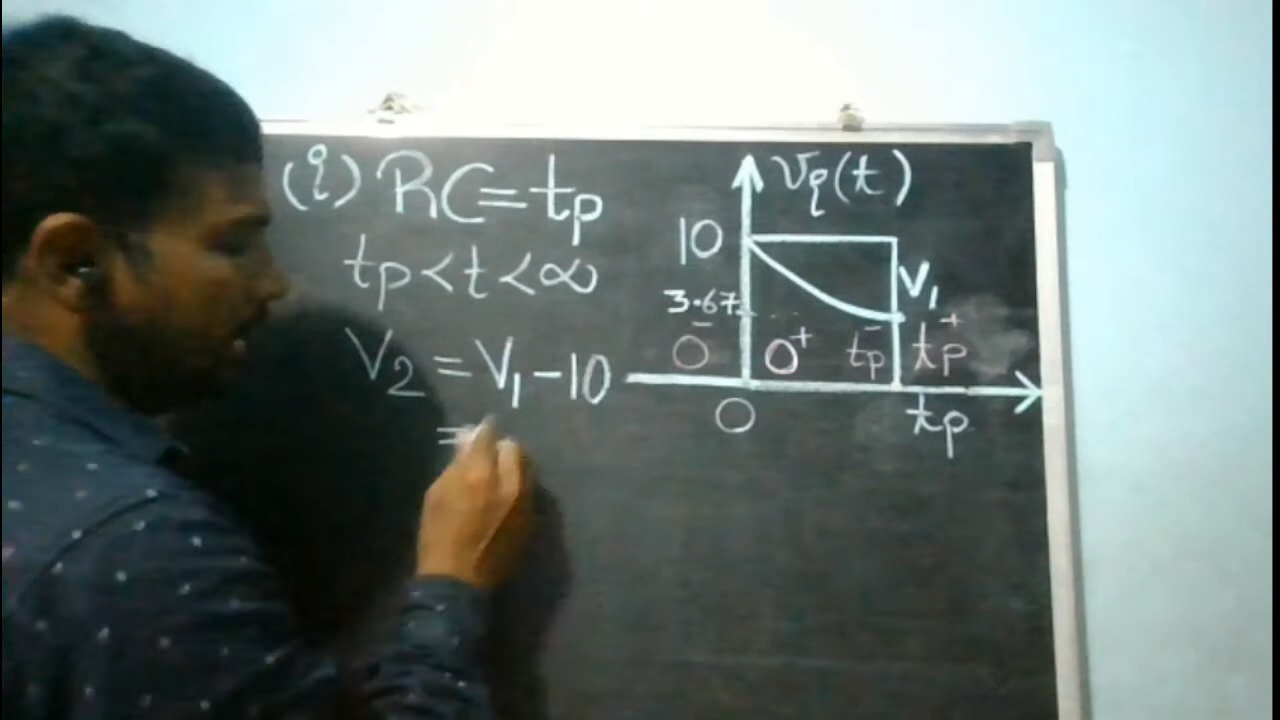 (i) RC = tp
tp < t < ∞
V2 = V1 - 10
=
Vi(t)
10
V1
3.67
0⁻ 0⁺ tp⁻ tp⁺
0 tp